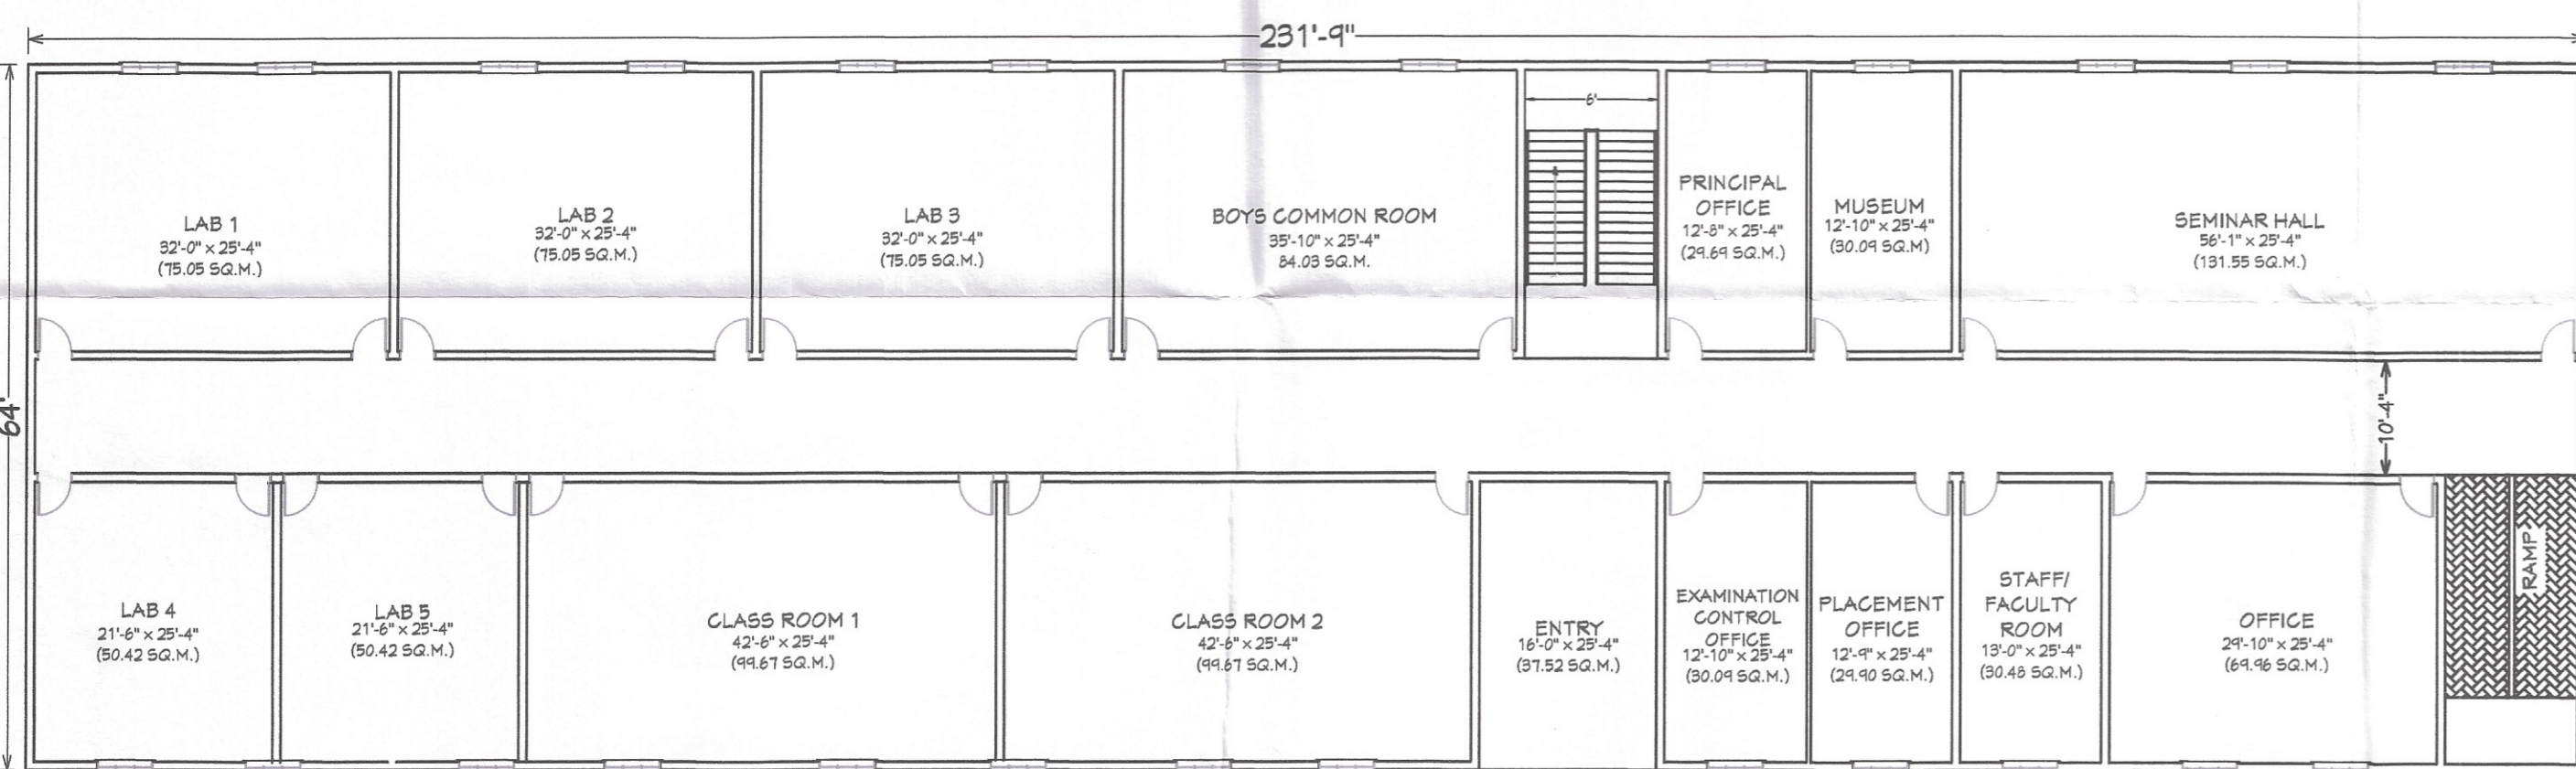 231'-9"
6'
LAB 1
32'-0" x 25'-4"
(75.05 SQ.M.)
LAB 2
32'-0" x 25'-4"
(75.05 SQ.M.)
LAB 3
32'-0" x 25'-4"
(75.05 SQ.M.)
BOYS COMMON ROOM
35'-10" x 25'-4"
84.03 SQ.M.
PRINCIPAL
OFFICE
12'-8" x 25'-4"
(29.69 SQ.M.)
MUSEUM
12'-10" x 25'-4"
(30.09 SQ.M)
SEMINAR HALL
56'-1" x 25'-4"
(131.55 SQ.M.)
64'
10'-4"
LAB 4
21'-6" x 25'-4"
(50.42 SQ.M.)
LAB 5
21'-6" x 25'-4"
(50.42 SQ.M.)
CLASS ROOM 1
42'-6" x 25'-4"
(99.67 SQ.M.)
CLASS ROOM 2
42'-6" x 25'-4"
(99.67 SQ.M.)
ENTRY
16'-0" x 25'-4"
(37.52 SQ.M.)
EXAMINATION
CONTROL
OFFICE
12'-10" x 25'-4"
(30.09 SQ.M.)
PLACEMENT
OFFICE
12'-9" x 25'-4"
(29.90 SQ.M.)
STAFF/
FACULTY
ROOM
13'-0" x 25'-4"
(30.48 SQ.M.)
OFFICE
29'-10" x 25'-4"
(69.96 SQ.M.)
RAMP